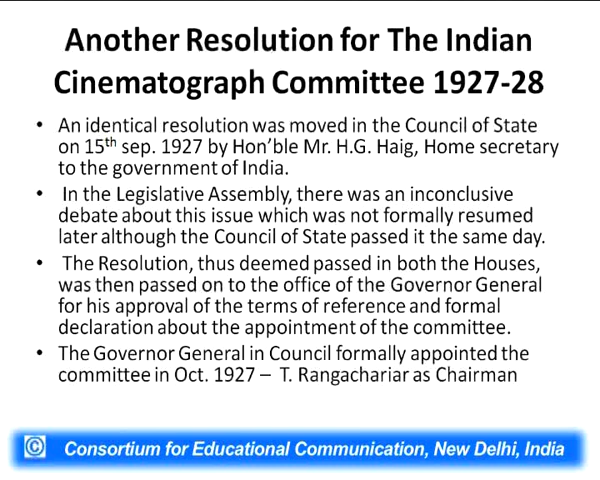 Another Resolution for The Indian
Cinematograph Committee 1927-28
• An identical resolution was moved in the Council of State
on 15th sep. 1927 by Hon'ble Mr. H.G. Haig, Home secretary
to the government of India.
• In the Legislative Assembly, there was an inconclusive
debate about this issue which was not formally resumed
later although the Council of State passed it the same day.
• The Resolution, thus deemed passed in both the Houses,
was then passed on to the office of the Governor General
for his approval of the terms of reference and formal
declaration about the appointment of the committee.
• The Governor General in Council formally appointed the
committee in Oct. 1927 – T. Rangachariar as Chairman
© Consortium for Educational Communication, New Delhi, India